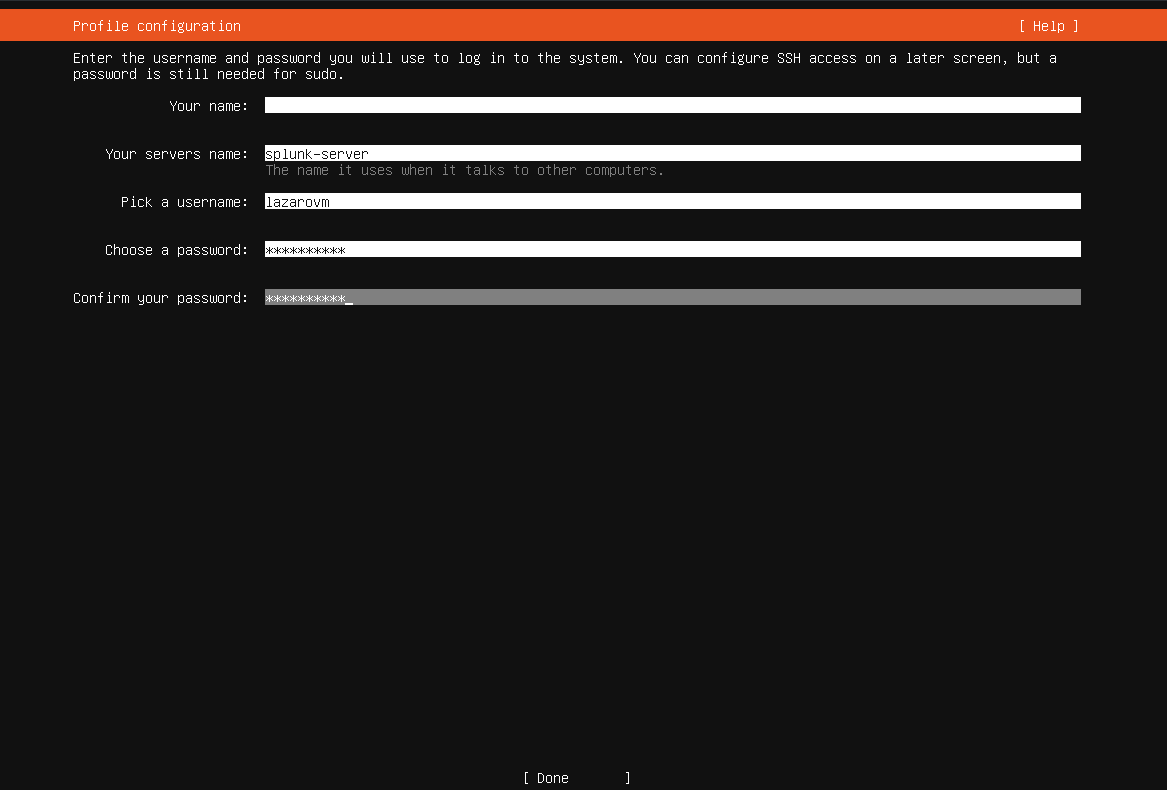 Profile configuration [ Help ]
Enter the username and password you will use to log in to the system. You can configure SSH access on a later screen, but a
password is still needed for sudo.
Your name:
Your servers name: splunk-server
The name it uses when it talks to other computers.
Pick a username: lazarovm
Choose a password: **********
Confirm your password: **********_
[ Done ]